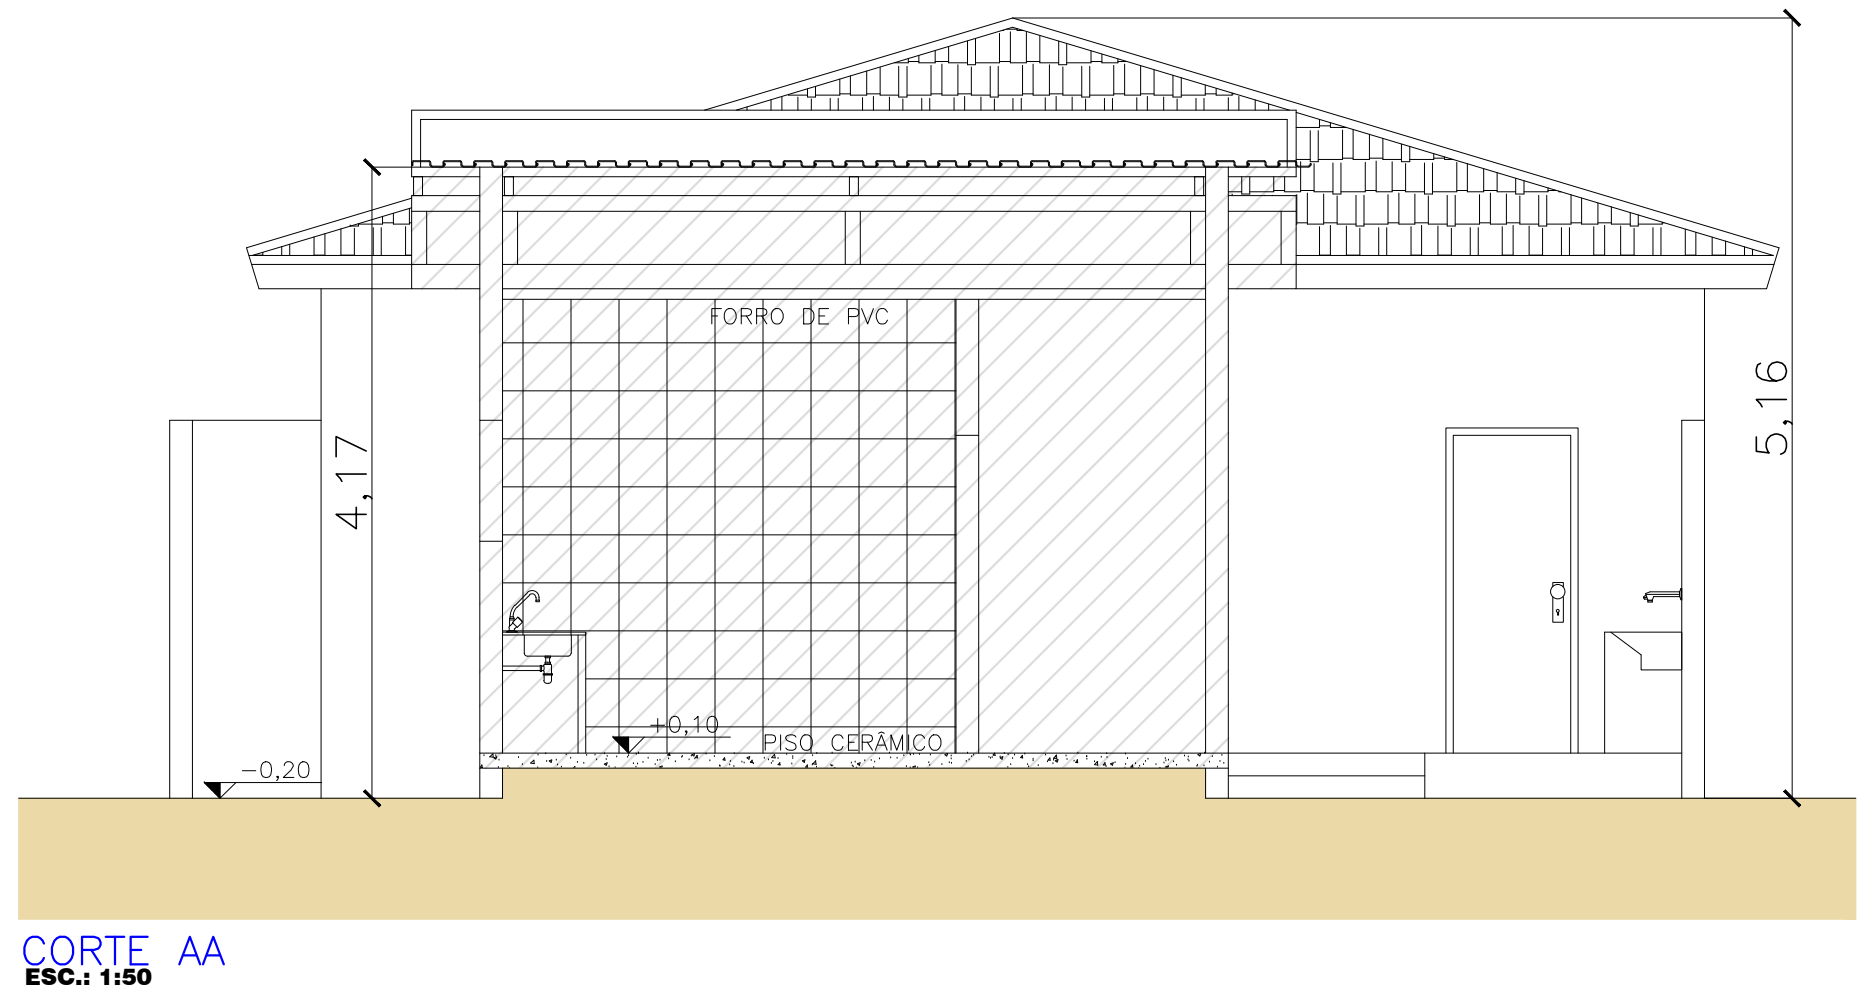 FORRO DE PVC
5,16
4,17
+0,10
PISO CERÂMICO
-0,20
CORTE AA
ESC.: 1:50